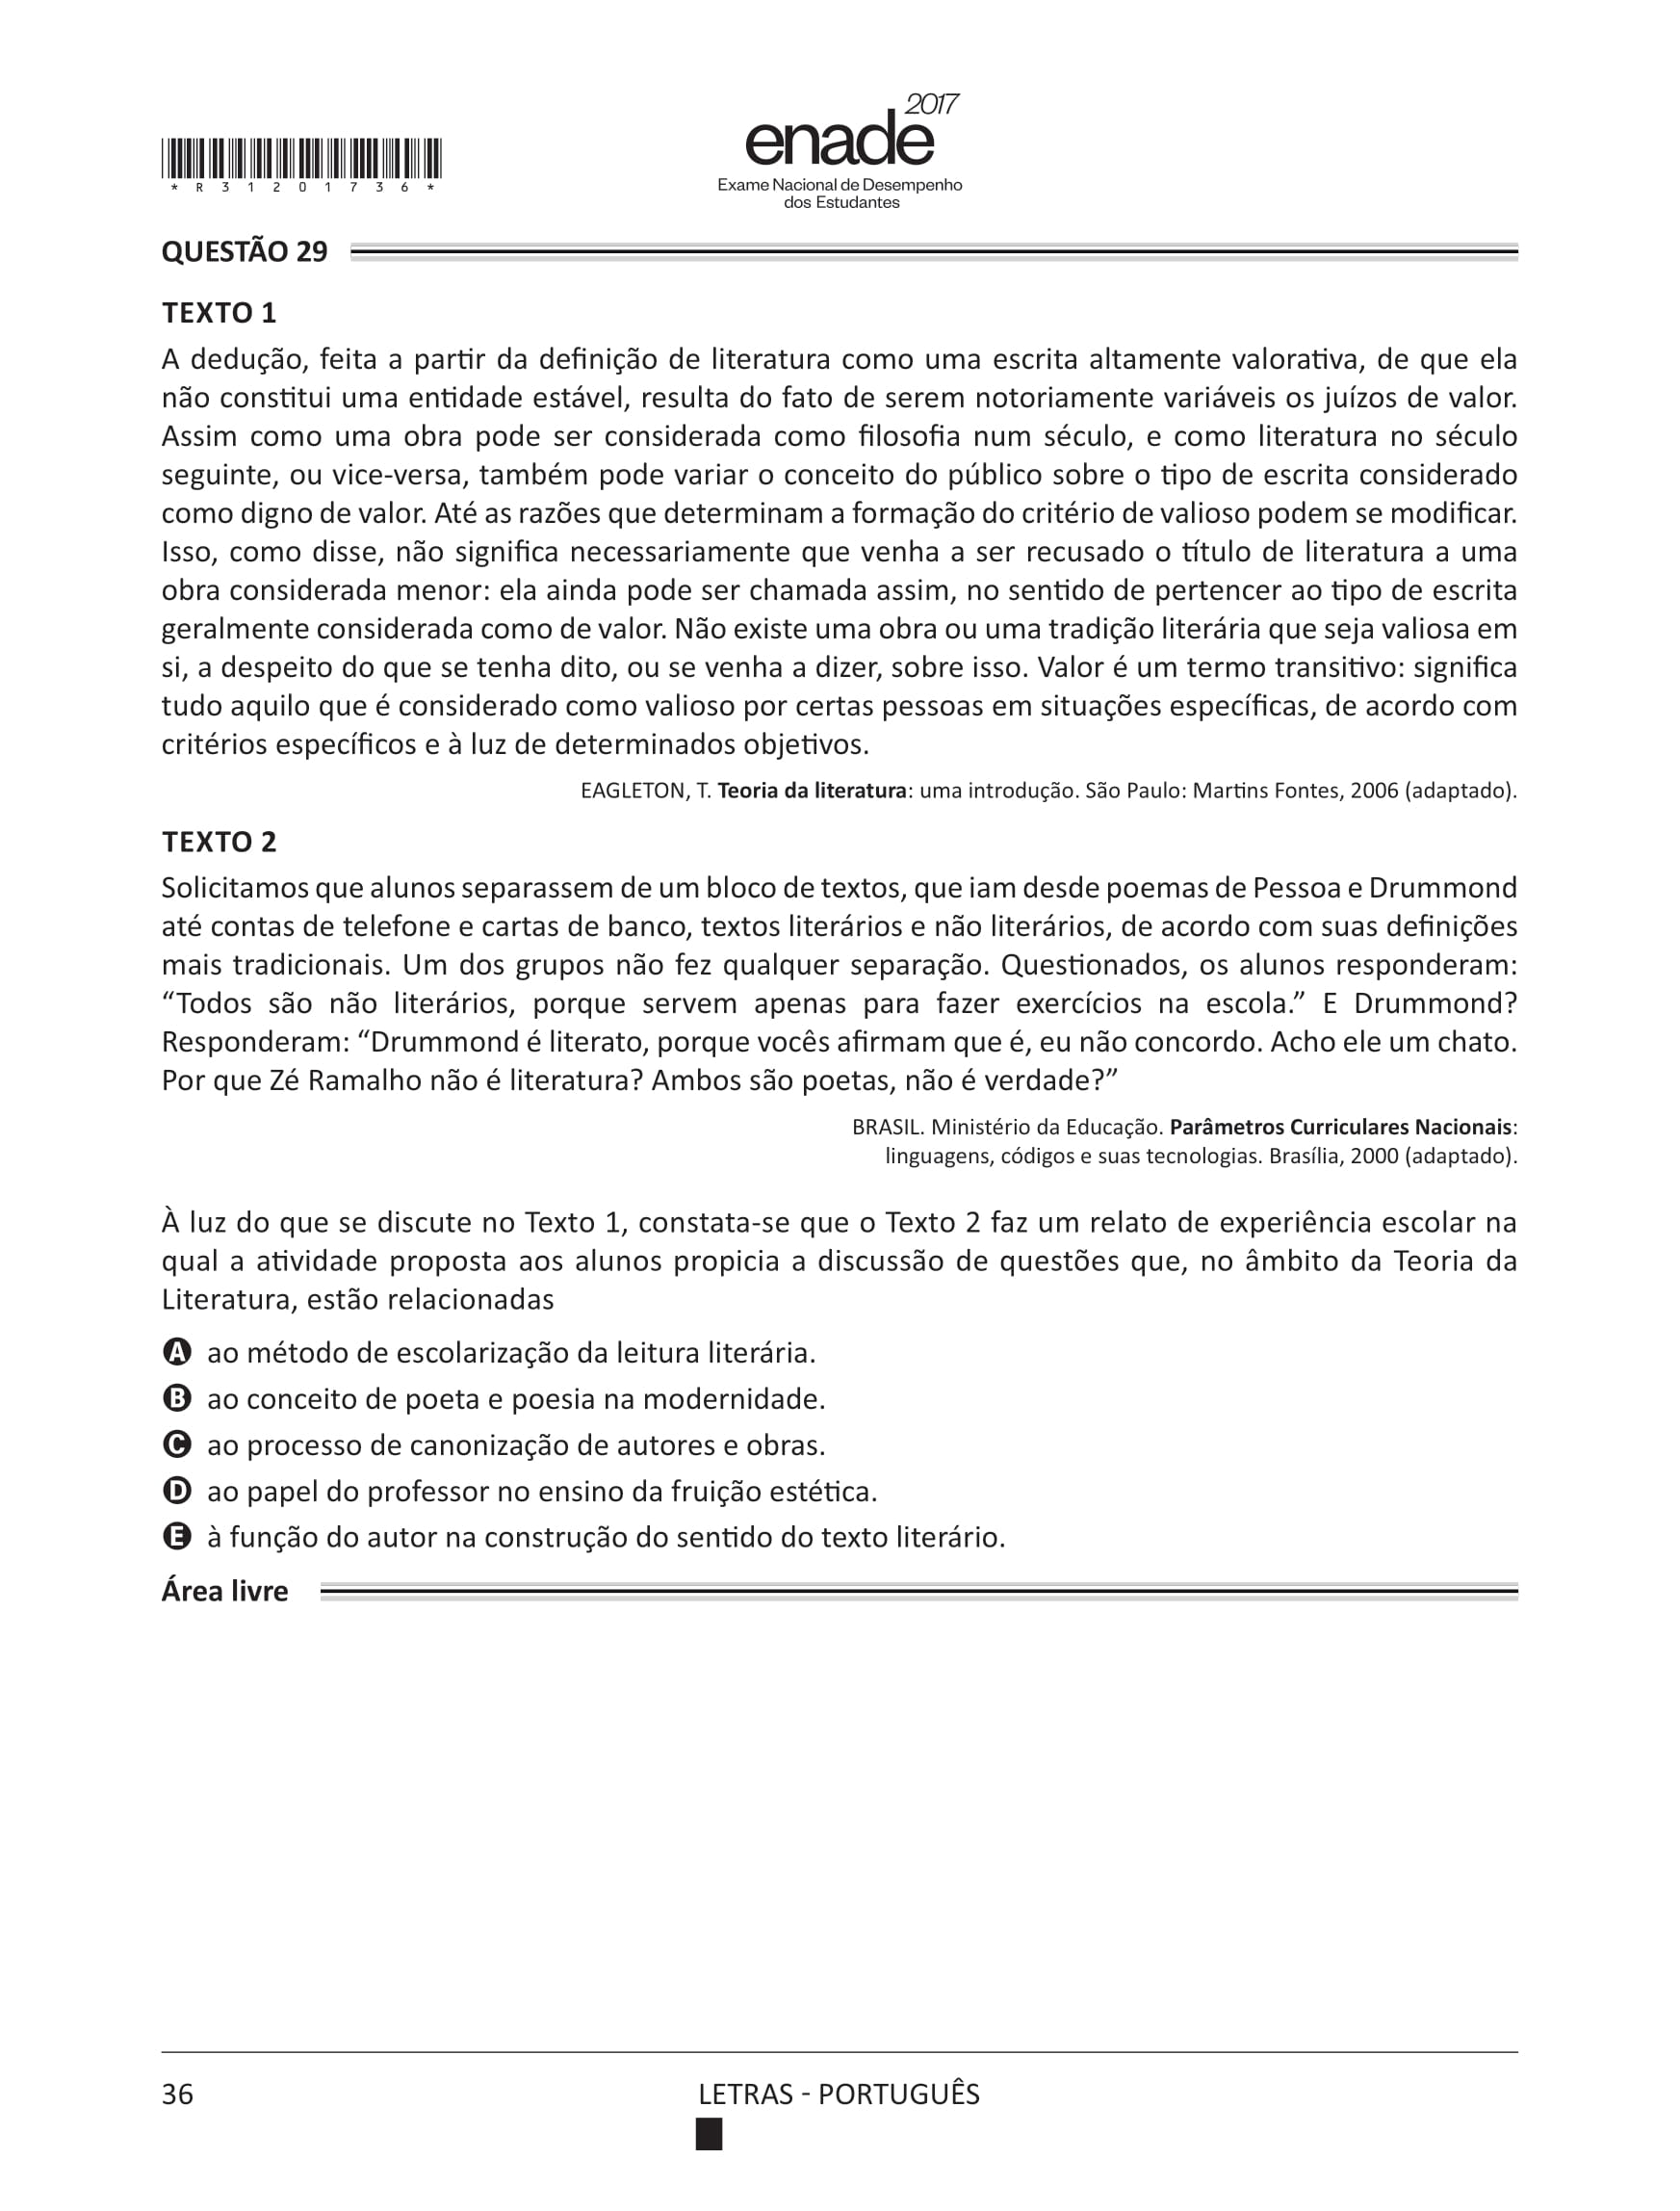 2017
enade
Exame Nacional de Desempenho
dos Estudantes
*R31201736*
QUESTÃO 29
TEXTO 1
A dedução, feita a partir da definição de literatura como uma escrita altamente valorativa, de que ela
não constitui uma entidade estável, resulta do fato de serem notoriamente variáveis os juízos de valor.
Assim como uma obra pode ser considerada como filosofia num século, e como literatura no século
seguinte, ou vice-versa, também pode variar o conceito do público sobre o tipo de escrita considerado
como digno de valor. Até as razões que determinam a formação do critério de valioso podem se modificar.
Isso, como disse, não significa necessariamente que venha a ser recusado o título de literatura a uma
obra considerada menor: ela ainda pode ser chamada assim, no sentido de pertencer ao tipo de escrita
geralmente considerada como de valor. Não existe uma obra ou uma tradição literária que seja valiosa em
si, a despeito do que se tenha dito, ou se venha a dizer, sobre isso. Valor é um termo transitivo: significa
tudo aquilo que é considerado como valioso por certas pessoas em situações específicas, de acordo com
critérios específicos e à luz de determinados objetivos.
EAGLETON, T. Teoria da literatura: uma introdução. São Paulo: Martins Fontes, 2006 (adaptado).
TEXTO 2
Solicitamos que alunos separassem de um bloco de textos, que iam desde poemas de Pessoa e Drummond
até contas de telefone e cartas de banco, textos literários e não literários, de acordo com suas definições
mais tradicionais. Um dos grupos não fez qualquer separação. Questionados, os alunos responderam:
“Todos são não literários, porque servem apenas para fazer exercícios na escola.” E Drummond?
Responderam: “Drummond é literato, porque vocês afirmam que é, eu não concordo. Acho ele um chato.
Por que Zé Ramalho não é literatura? Ambos são poetas, não é verdade?”
BRASIL. Ministério da Educação. Parâmetros Curriculares Nacionais:
linguagens, códigos e suas tecnologias. Brasília, 2000 (adaptado).
À luz do que se discute no Texto 1, constata-se que o Texto 2 faz um relato de experiência escolar na
qual a atividade proposta aos alunos propicia a discussão de questões que, no âmbito da Teoria da
Literatura, estão relacionadas
A ao método de escolarização da leitura literária.
B ao conceito de poeta e poesia na modernidade.
C ao processo de canonização de autores e obras.
D ao papel do professor no ensino da fruição estética.
E à função do autor na construção do sentido do texto literário.
Área livre
36
LETRAS - PORTUGUÊS